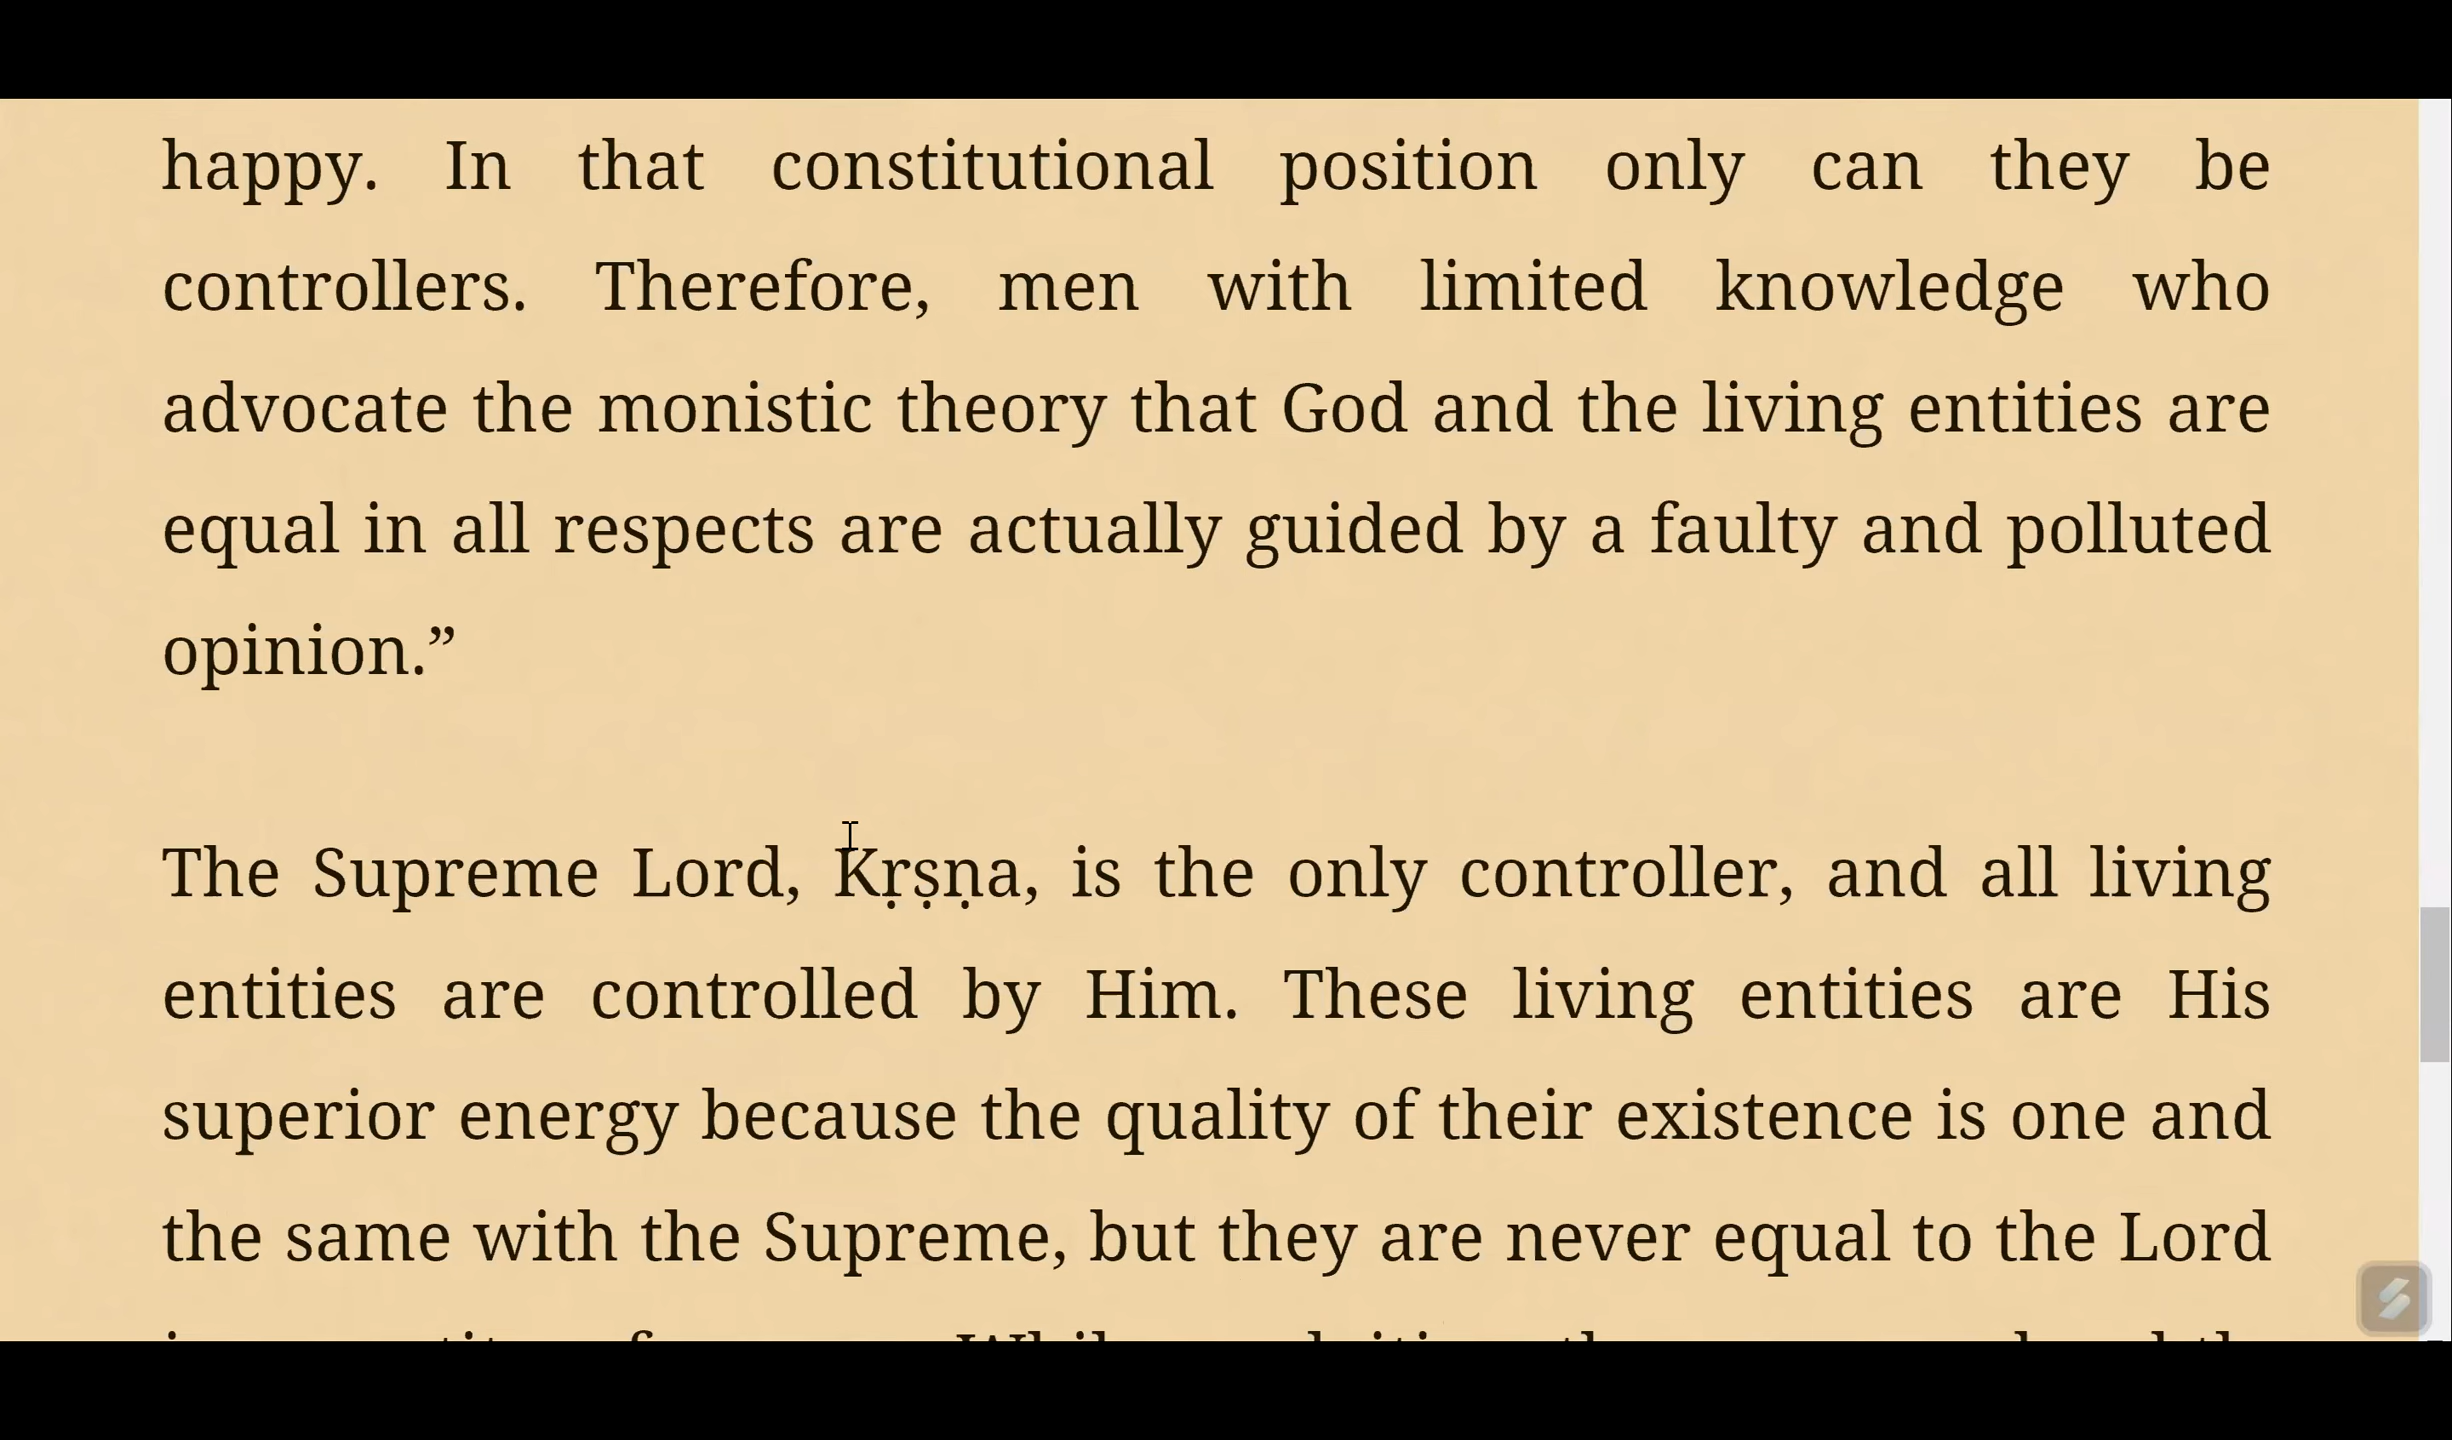 happy. In that constitutional position only can they be
controllers. Therefore, men with limited knowledge who
advocate the monistic theory that God and the living entities are
equal in all respects are actually guided by a faulty and polluted
opinion.”
The Supreme Lord, Kṛṣṇa, is the only controller, and all living
entities are controlled by Him. These living entities are His
superior energy because the quality of their existence is one and
the same with the Supreme, but they are never equal to the Lord